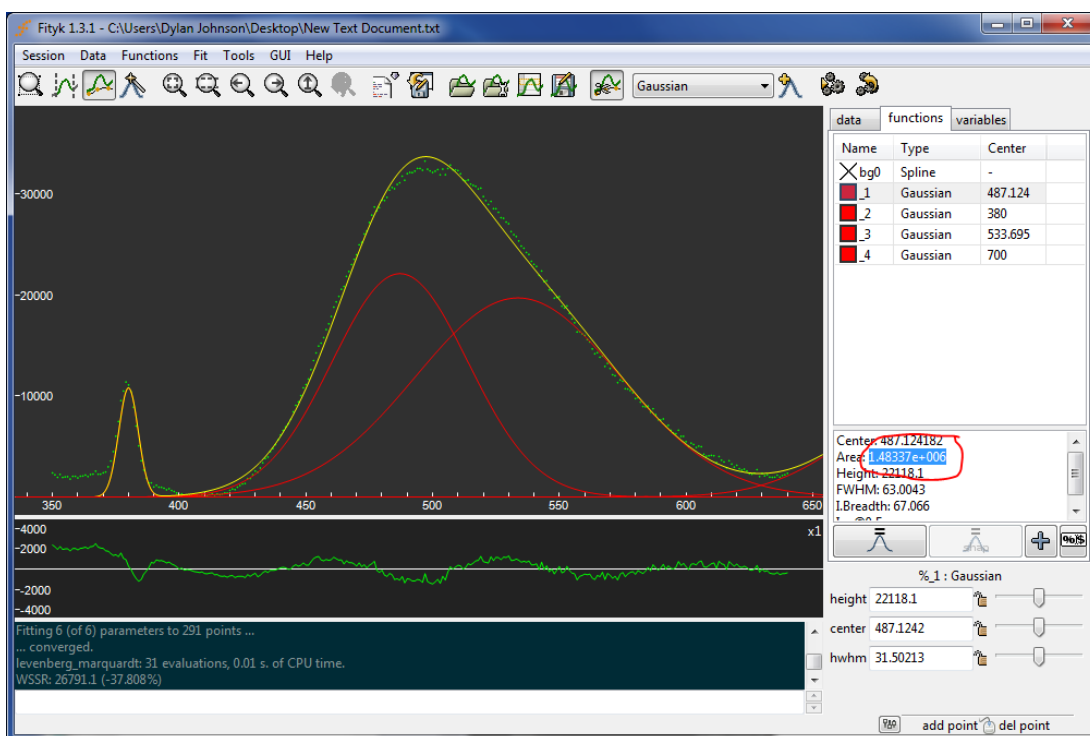 Fityk 1.3.1 - C:\Users\Dylan Johnson\Desktop\New Text Document.txt
Session Data Functions Fit Tools GUI Help
Gaussian
data functions variables
Name Type Center
bg0 Spline -
_1 Gaussian 487.124
_2 Gaussian 380
_3 Gaussian 533.695
_4 Gaussian 700
30000
20000
10000
350 400 450 500 550 600 650
Center: 487.124182
Area: 1.48337e+006
Height: 22118.1
FWHM: 63.0043
I.Breadth: 67.066
snap
%_1 : Gaussian
height 22118.1
center 487.1242
hwhm 31.50213
4000
2000
-2000
-4000
x1
Fitting 6 (of 6) parameters to 291 points ...
... converged.
levenberg_marquardt: 31 evaluations, 0.01 s. of CPU time.
WSSR: 26791.1 (-37.808%)
add point del point